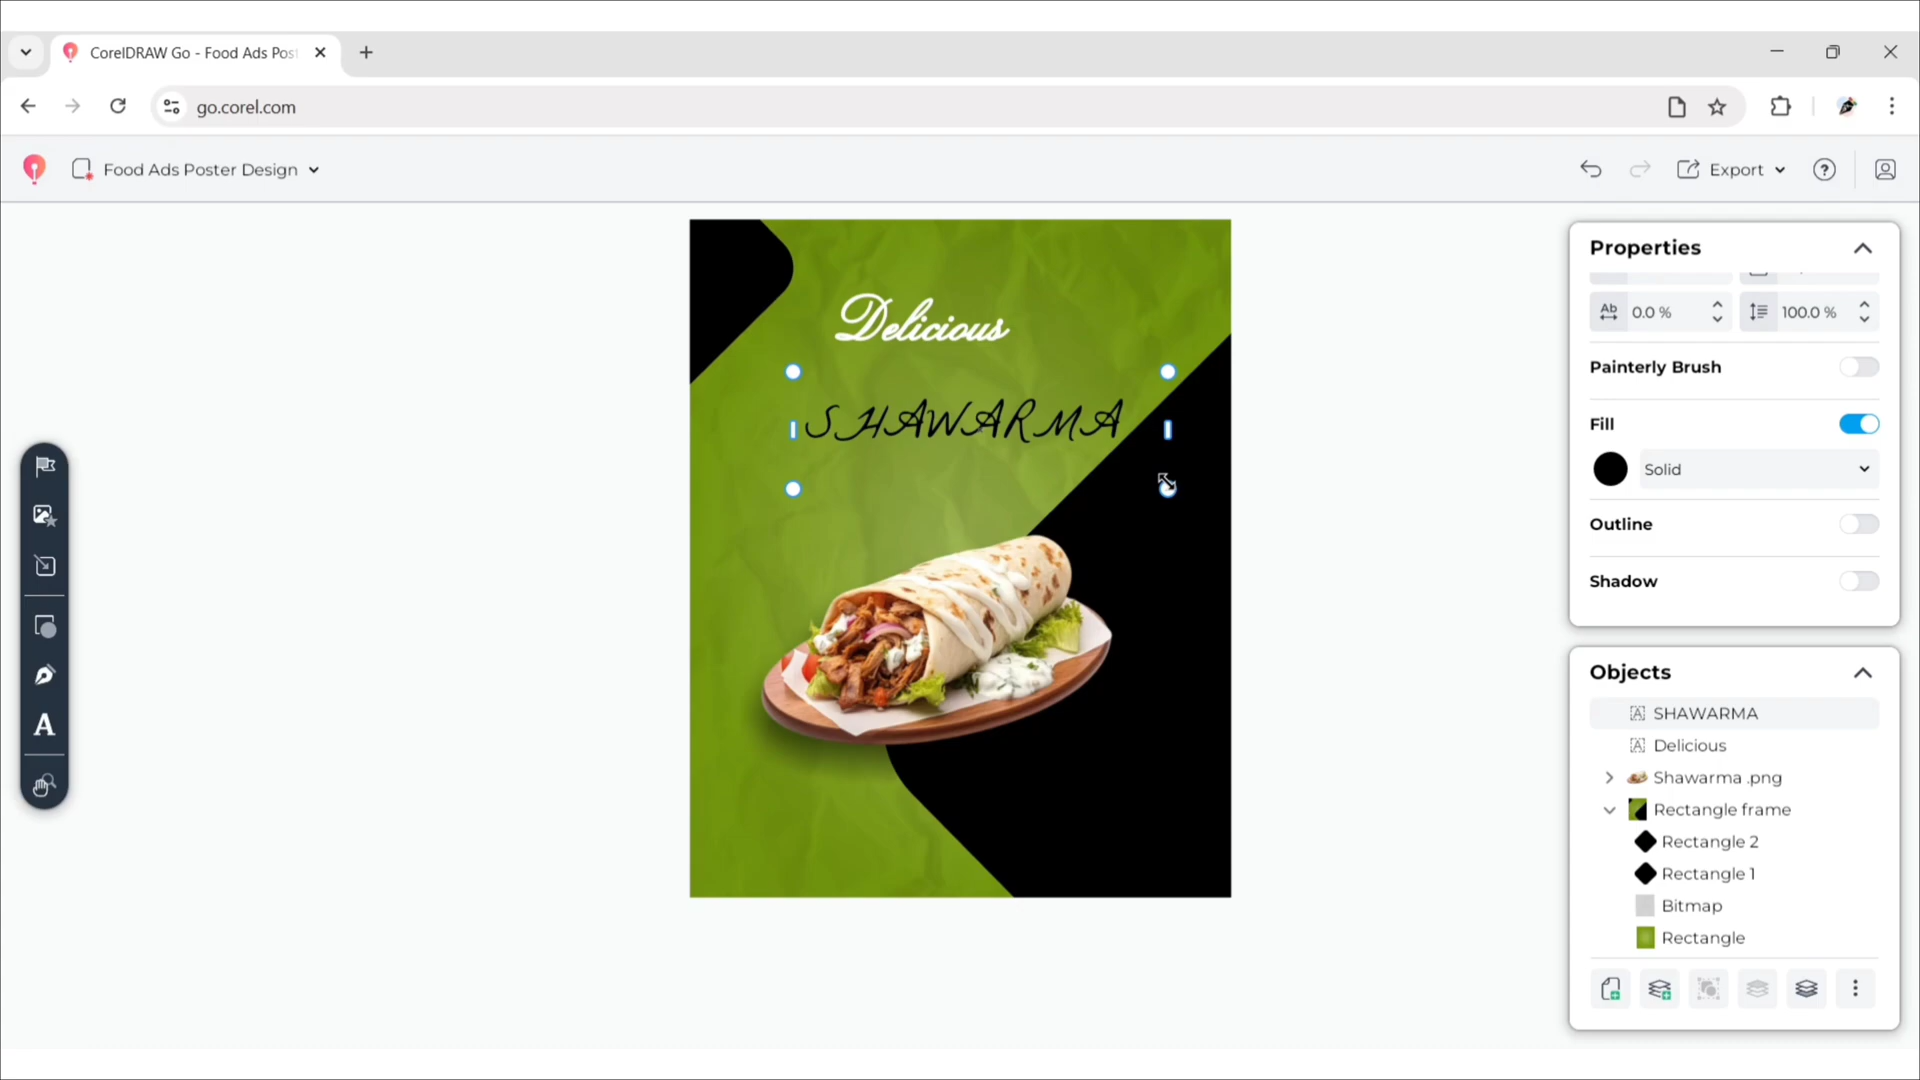 CorelDRAW Go - Food Ads Pos
go.corel.com
Food Ads Poster Design
Export
Delicious
SHAWARMA
Properties
Ab
0.0 %
100.0 %
Painterly Brush
Fill
Solid
Outline
Shadow
Objects
SHAWARMA
Delicious
Shawarma .png
Rectangle frame
Rectangle 2
Rectangle 1
Bitmap
Rectangle